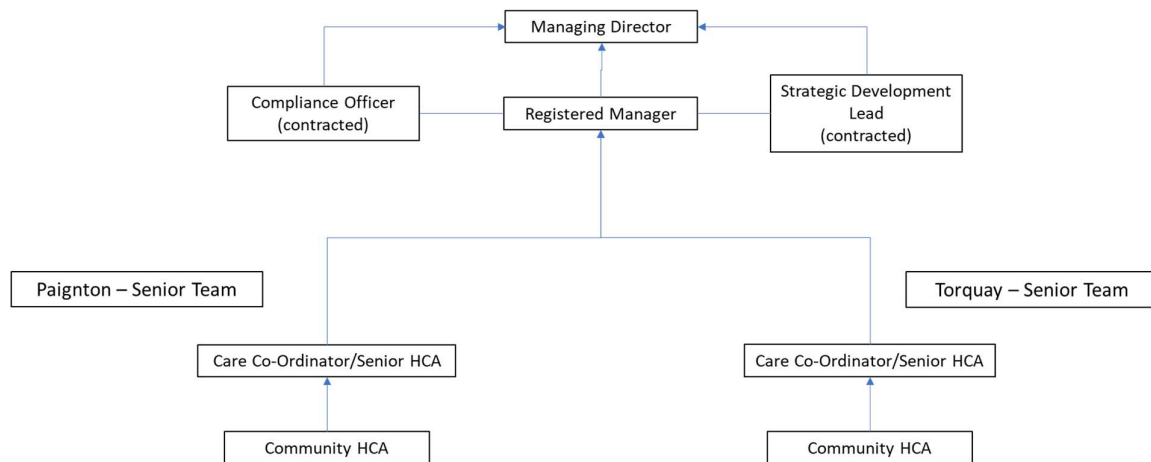 Managing Director
Compliance Officer
(contracted)
Registered Manager
Strategic Development
Lead
(contracted)
Paignton – Senior Team
Torquay – Senior Team
Care Co-Ordinator/Senior HCA
Care Co-Ordinator/Senior HCA
Community HCA
Community HCA